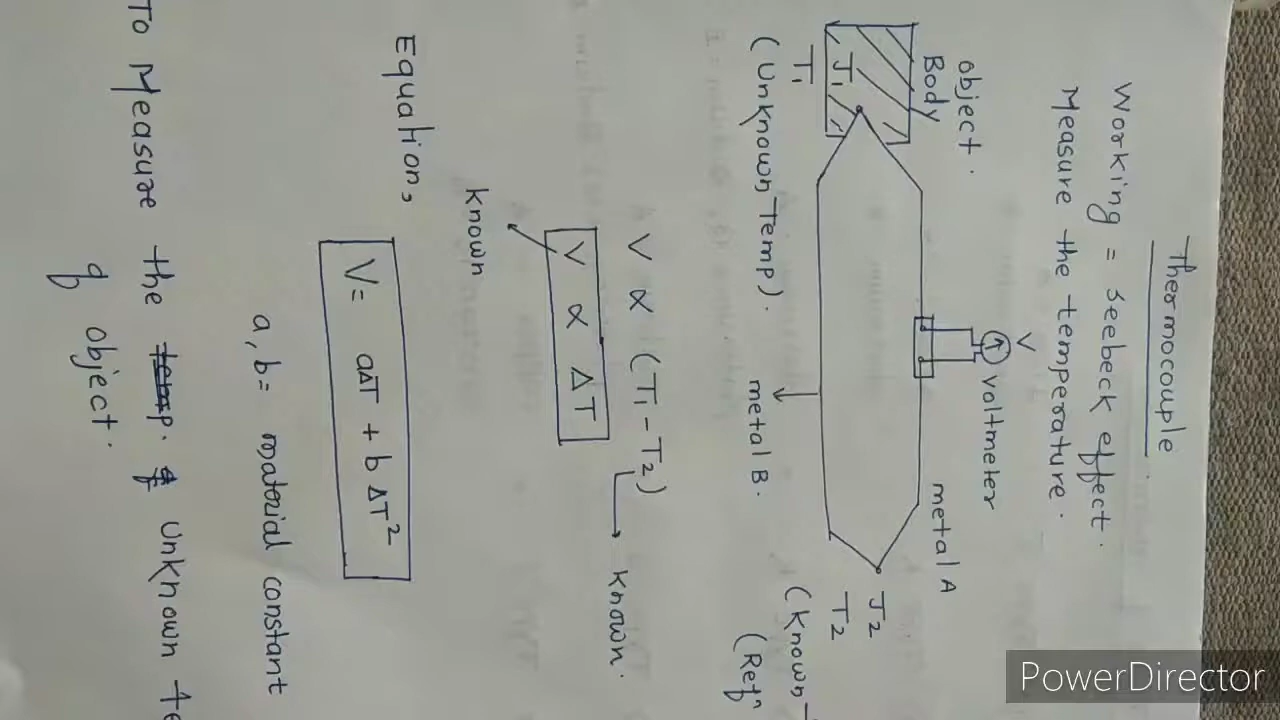 Thermocouple.
Working = Seebeck effect.
Measure the temperature.
object.
Body
V
voltmeter
metal A
J1
T1
(Unknown Temp).
metal B.
J2
T2
(known
(Refn
V ∝ (T1 - T2)
known.
V ∝ ΔT
known
Equation,
V= aΔT + bΔT²
a,b= material constant
To Measure the temp. of Unknown te
of object.
PowerDirector